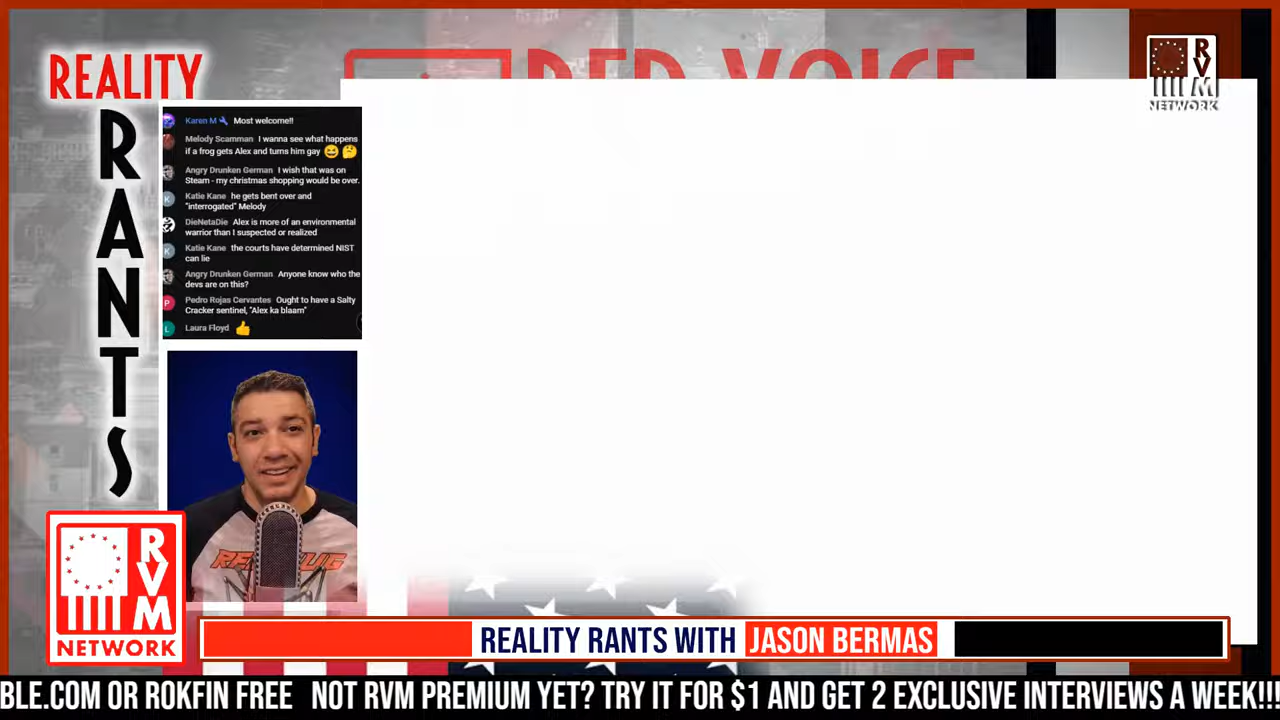 RED VOICE
REALITY
RANTS
RVM
NETWORK
Karen M Most welcome!!
Melody Scamman I wanna see what happens
if a frog gets Alex and turns him gay
Angry Drunken German I wish that was on
Steam - my christmas shopping would be over.
K Katie Kane he gets bent over and
"interrogated" Melody
DieNetaDie Alex is more of an environmental
warrior than I suspected or realized
K Katie Kane the courts have determined NIST
can lie
Angry Drunken German Anyone know who the
devs are on this?
P Pedro Rojas Cervantes Ought to have a Salty
Cracker sentinel, "Alex ka blaam"
L Laura Floyd
RVM
NETWORK
REALITY RANTS WITH JASON BERMAS
BLE.COM OR ROKFIN FREE NOT RVM PREMIUM YET? TRY IT FOR $1 AND GET 2 EXCLUSIVE INTERVIEWS A WEEK!!!